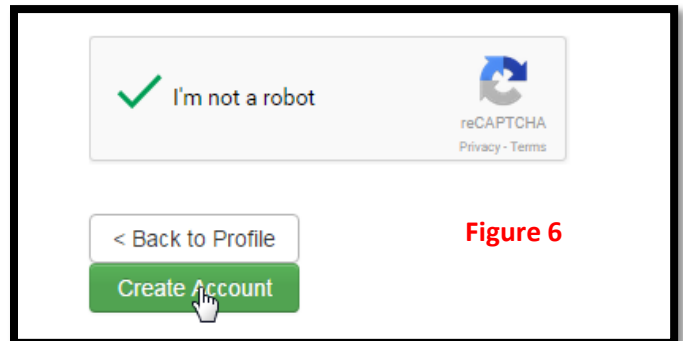 I'm not a robot
reCAPTCHA
Privacy - Terms
< Back to Profile
Figure 6
Create Account